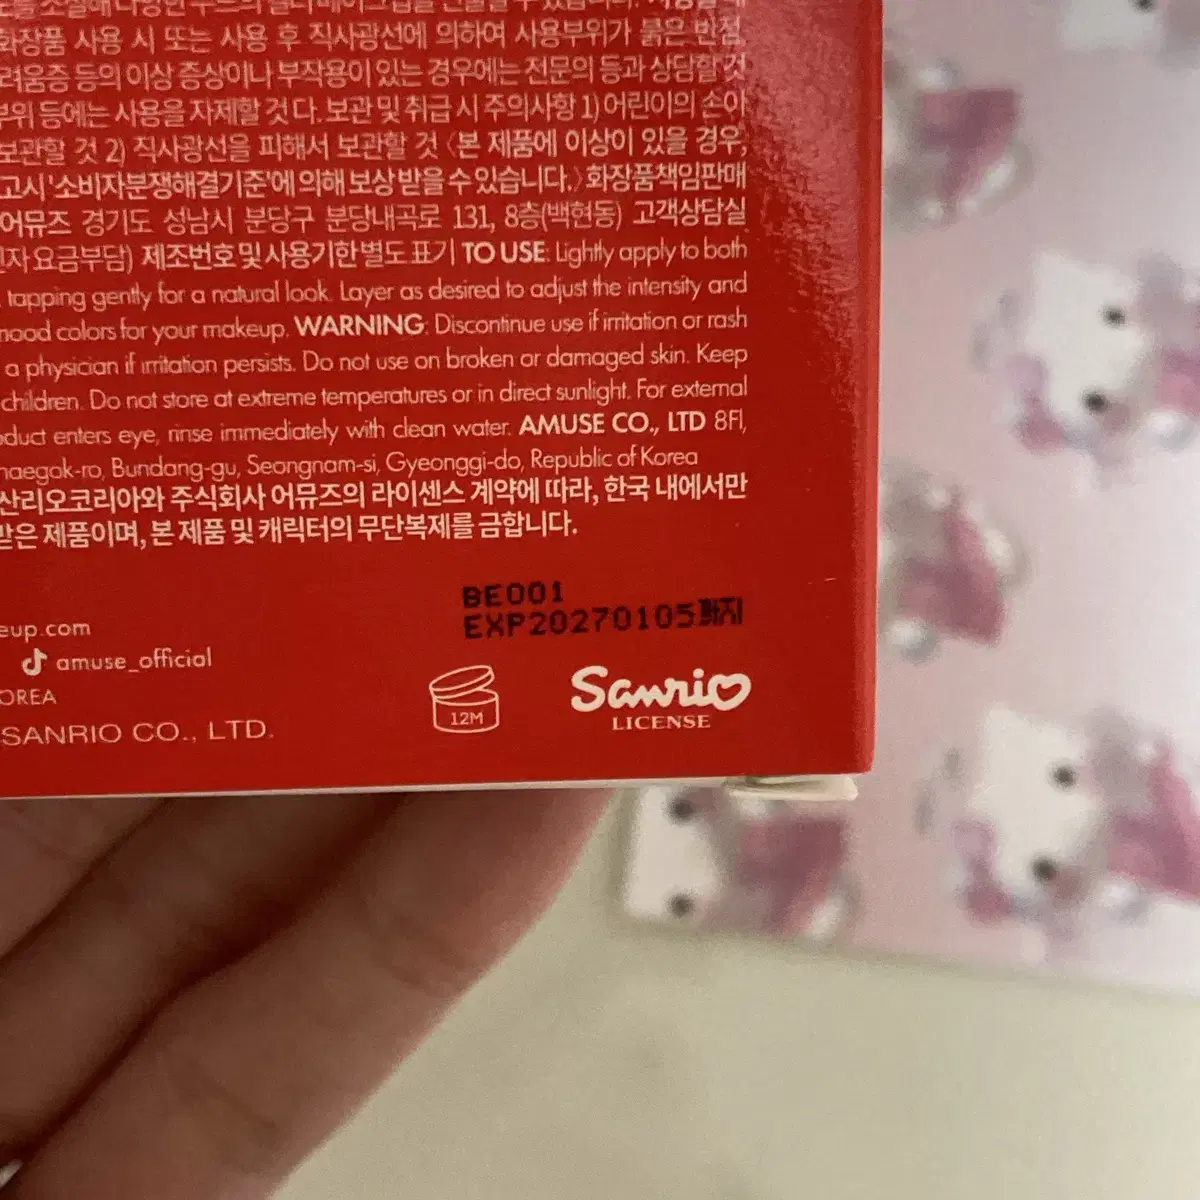 화장품 사용 시 또는 사용 후 직사광선에 의하여 사용부위가 붉은 반점,
려움증 등의 이상 증상이나 부작용이 있는 경우에는 전문의 등과 상담할 것
부위 등에는 사용을 자제할 것 다. 보관 및 취급 시 주의사항 1) 어린이의 손이
보관할 것 2) 직사광선을 피해서 보관할 것 〈본 제품에 이상이 있을 경우,
고시 '소비자분쟁해결기준'에 의해 보상 받을 수 있습니다.〉 화장품책임판매
어뮤즈 경기도 성남시 분당구 분당내곡로 131, 8층(백현동) 고객상담실
자 요금부담) 제조번호 및 사용기한 별도 표기 TO USE: Lightly apply to both
tapping gently for a natural look. Layer as desired to adjust the intensity and
mood colors for your makeup. WARNING: Discontinue use if irritation or rash
a physician if irritation persists. Do not use on broken or damaged skin. Keep
children. Do not store at extreme temperatures or in direct sunlight. For external
oduct enters eye, rinse immediately with clean water. AMUSE CO., LTD 8Fl,
naegok-ro, Bundang-gu, Seongnam-si, Gyeonggi-do, Republic of Korea
산리오코리아와 주식회사 어뮤즈의 라이센스 계약에 따라, 한국 내에서만
받은 제품이며, 본 제품 및 캐릭터의 무단복제를 금합니다.
BE001
EXP20270105까지
eup.com
amuse_official
OREA
SANRIO CO., LTD.
12M
Sanrio
LICENSE